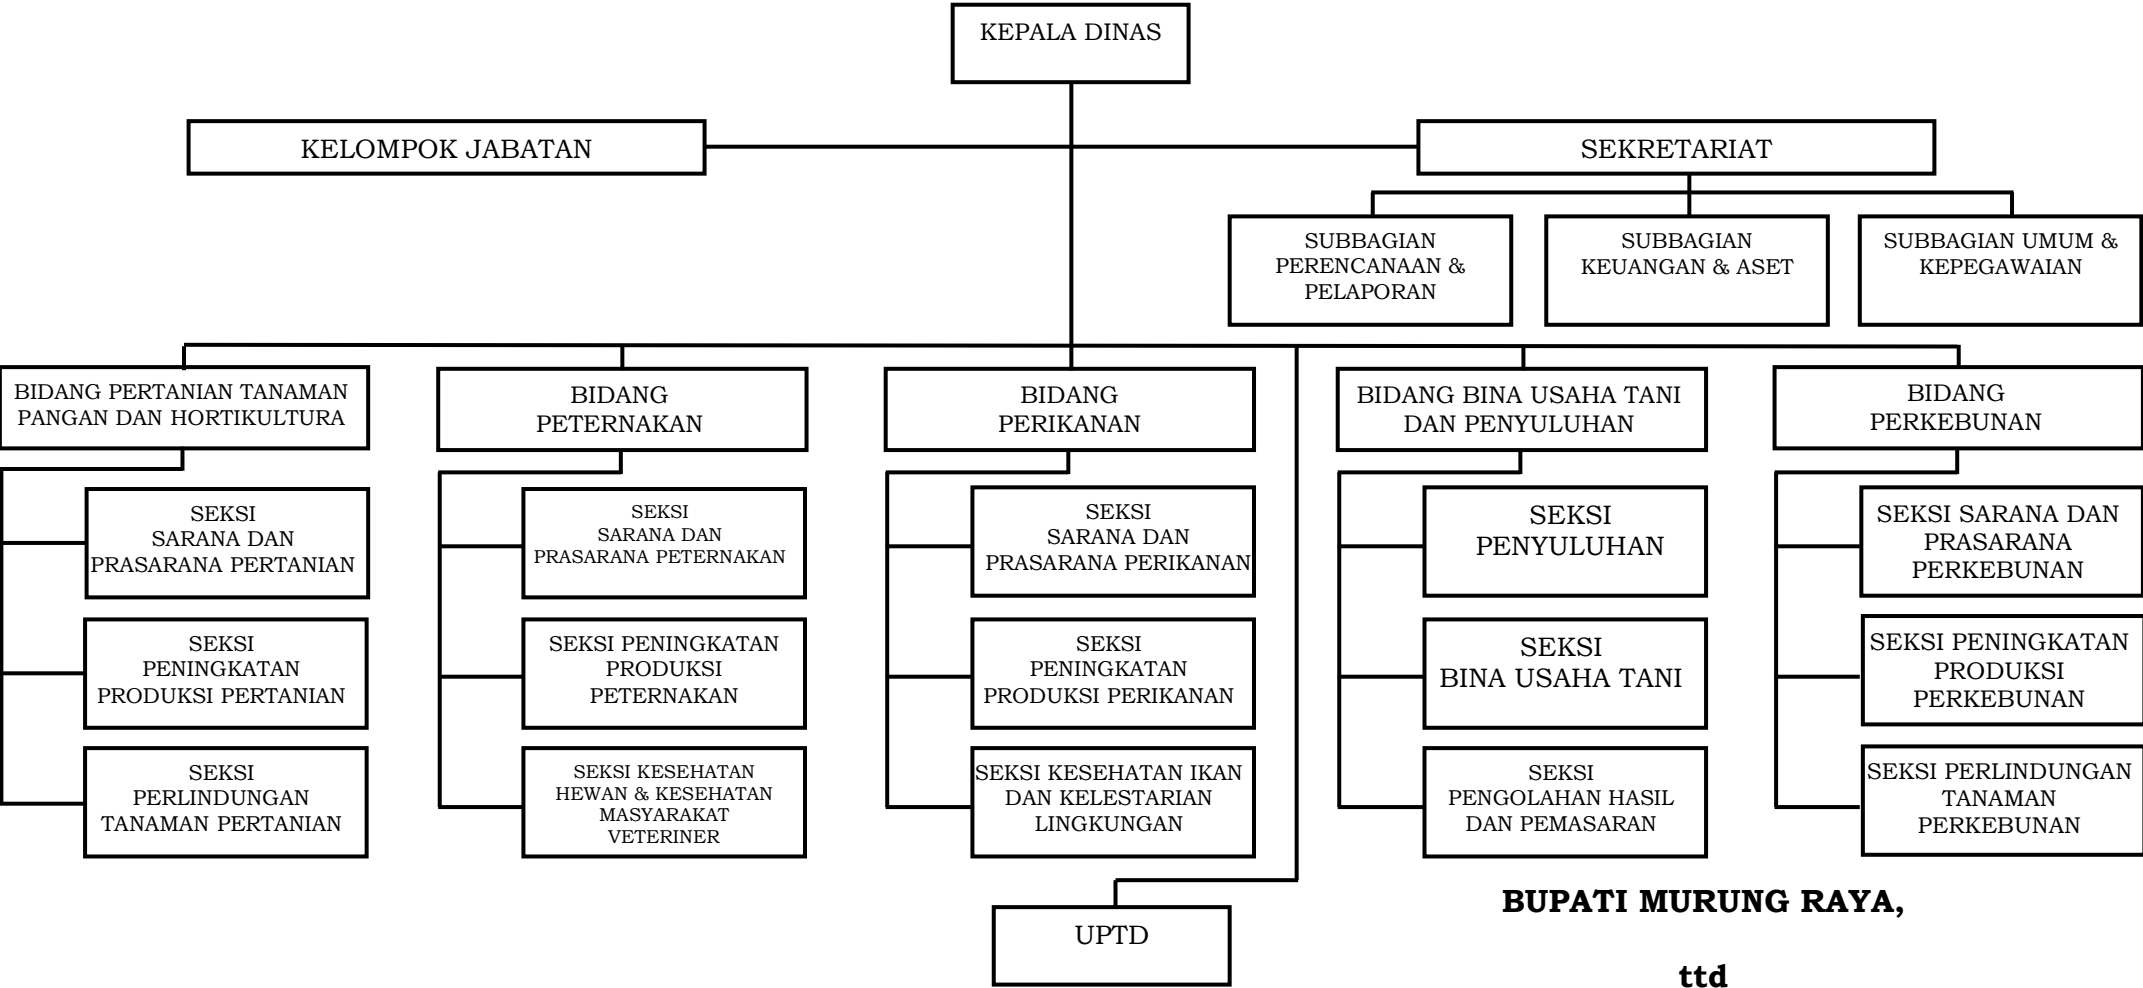 KEPALA DINAS
KELOMPOK JABATAN
SEKRETARIAT
SUBBAGIAN
PERENCANAAN &
PELAPORAN
SUBBAGIAN
KEUANGAN & ASET
SUBBAGIAN UMUM &
KEPEGAWAIAN
BIDANG PERTANIAN TANAMAN
PANGAN DAN HORTIKULTURA
BIDANG
PETERNAKAN
BIDANG
PERIKANAN
BIDANG BINA USAHA TANI
DAN PENYULUHAN
BIDANG
PERKEBUNAN
SEKSI
SARANA DAN
PRASARANA PERTANIAN
SEKSI
SARANA DAN
PRASARANA PETERNAKAN
SEKSI
SARANA DAN
PRASARANA PERIKANAN
SEKSI
PENYULUHAN
SEKSI SARANA DAN
PRASARANA
PERKEBUNAN
SEKSI
PENINGKATAN
PRODUKSI PERTANIAN
SEKSI PENINGKATAN
PRODUKSI
PETERNAKAN
SEKSI
PENINGKATAN
PRODUKSI PERIKANAN
SEKSI
BINA USAHA TANI
SEKSI PENINGKATAN
PRODUKSI
PERKEBUNAN
SEKSI
PERLINDUNGAN
TANAMAN PERTANIAN
SEKSI KESEHATAN
HEWAN & KESEHATAN
MASYARAKAT
VETERINER
SEKSI KESEHATAN IKAN
DAN KELESTARIAN
LINGKUNGAN
SEKSI
PENGOLAHAN HASIL
DAN PEMASARAN
SEKSI PERLINDUNGAN
TANAMAN
PERKEBUNAN
UPTD
BUPATI MURUNG RAYA,
ttd